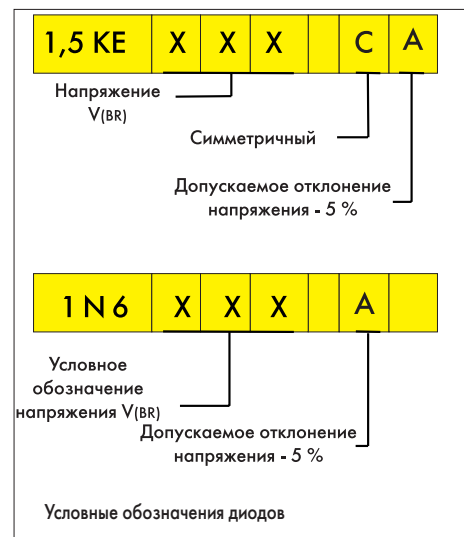 1,5 KE X X X C A
Напряжение
V(BR)
Симметричный
Допускаемое отклонение
напряжения - 5 %
1 N 6 X X X A
Условное
обозначение
напряжения V(BR)
Допускаемое отклонение
напряжения - 5 %
Условные обозначения диодов